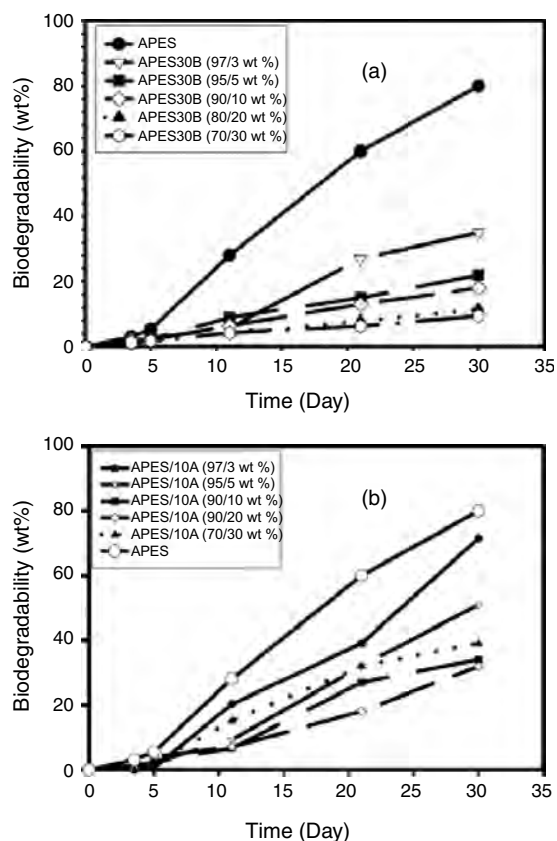 100
80
60
40
20
0
Biodegradability (wt%)
APES
APES30B (97/3 wt %)
APES30B (95/5 wt %)
APES30B (90/10 wt %)
APES30B (80/20 wt %)
APES30B (70/30 wt %)
(a)
0 5 10 15 20 25 30 35
Time (Day)
100
80
60
40
20
0
Biodegradability (wt%)
APES/10A (97/3 wt %)
APES/10A (95/5 wt %)
APES/10A (90/10 wt %)
APES/10A (90/20 wt %)
APES/10A (70/30 wt %)
APES
(b)
0 5 10 15 20 25 30 35
Time (Day)